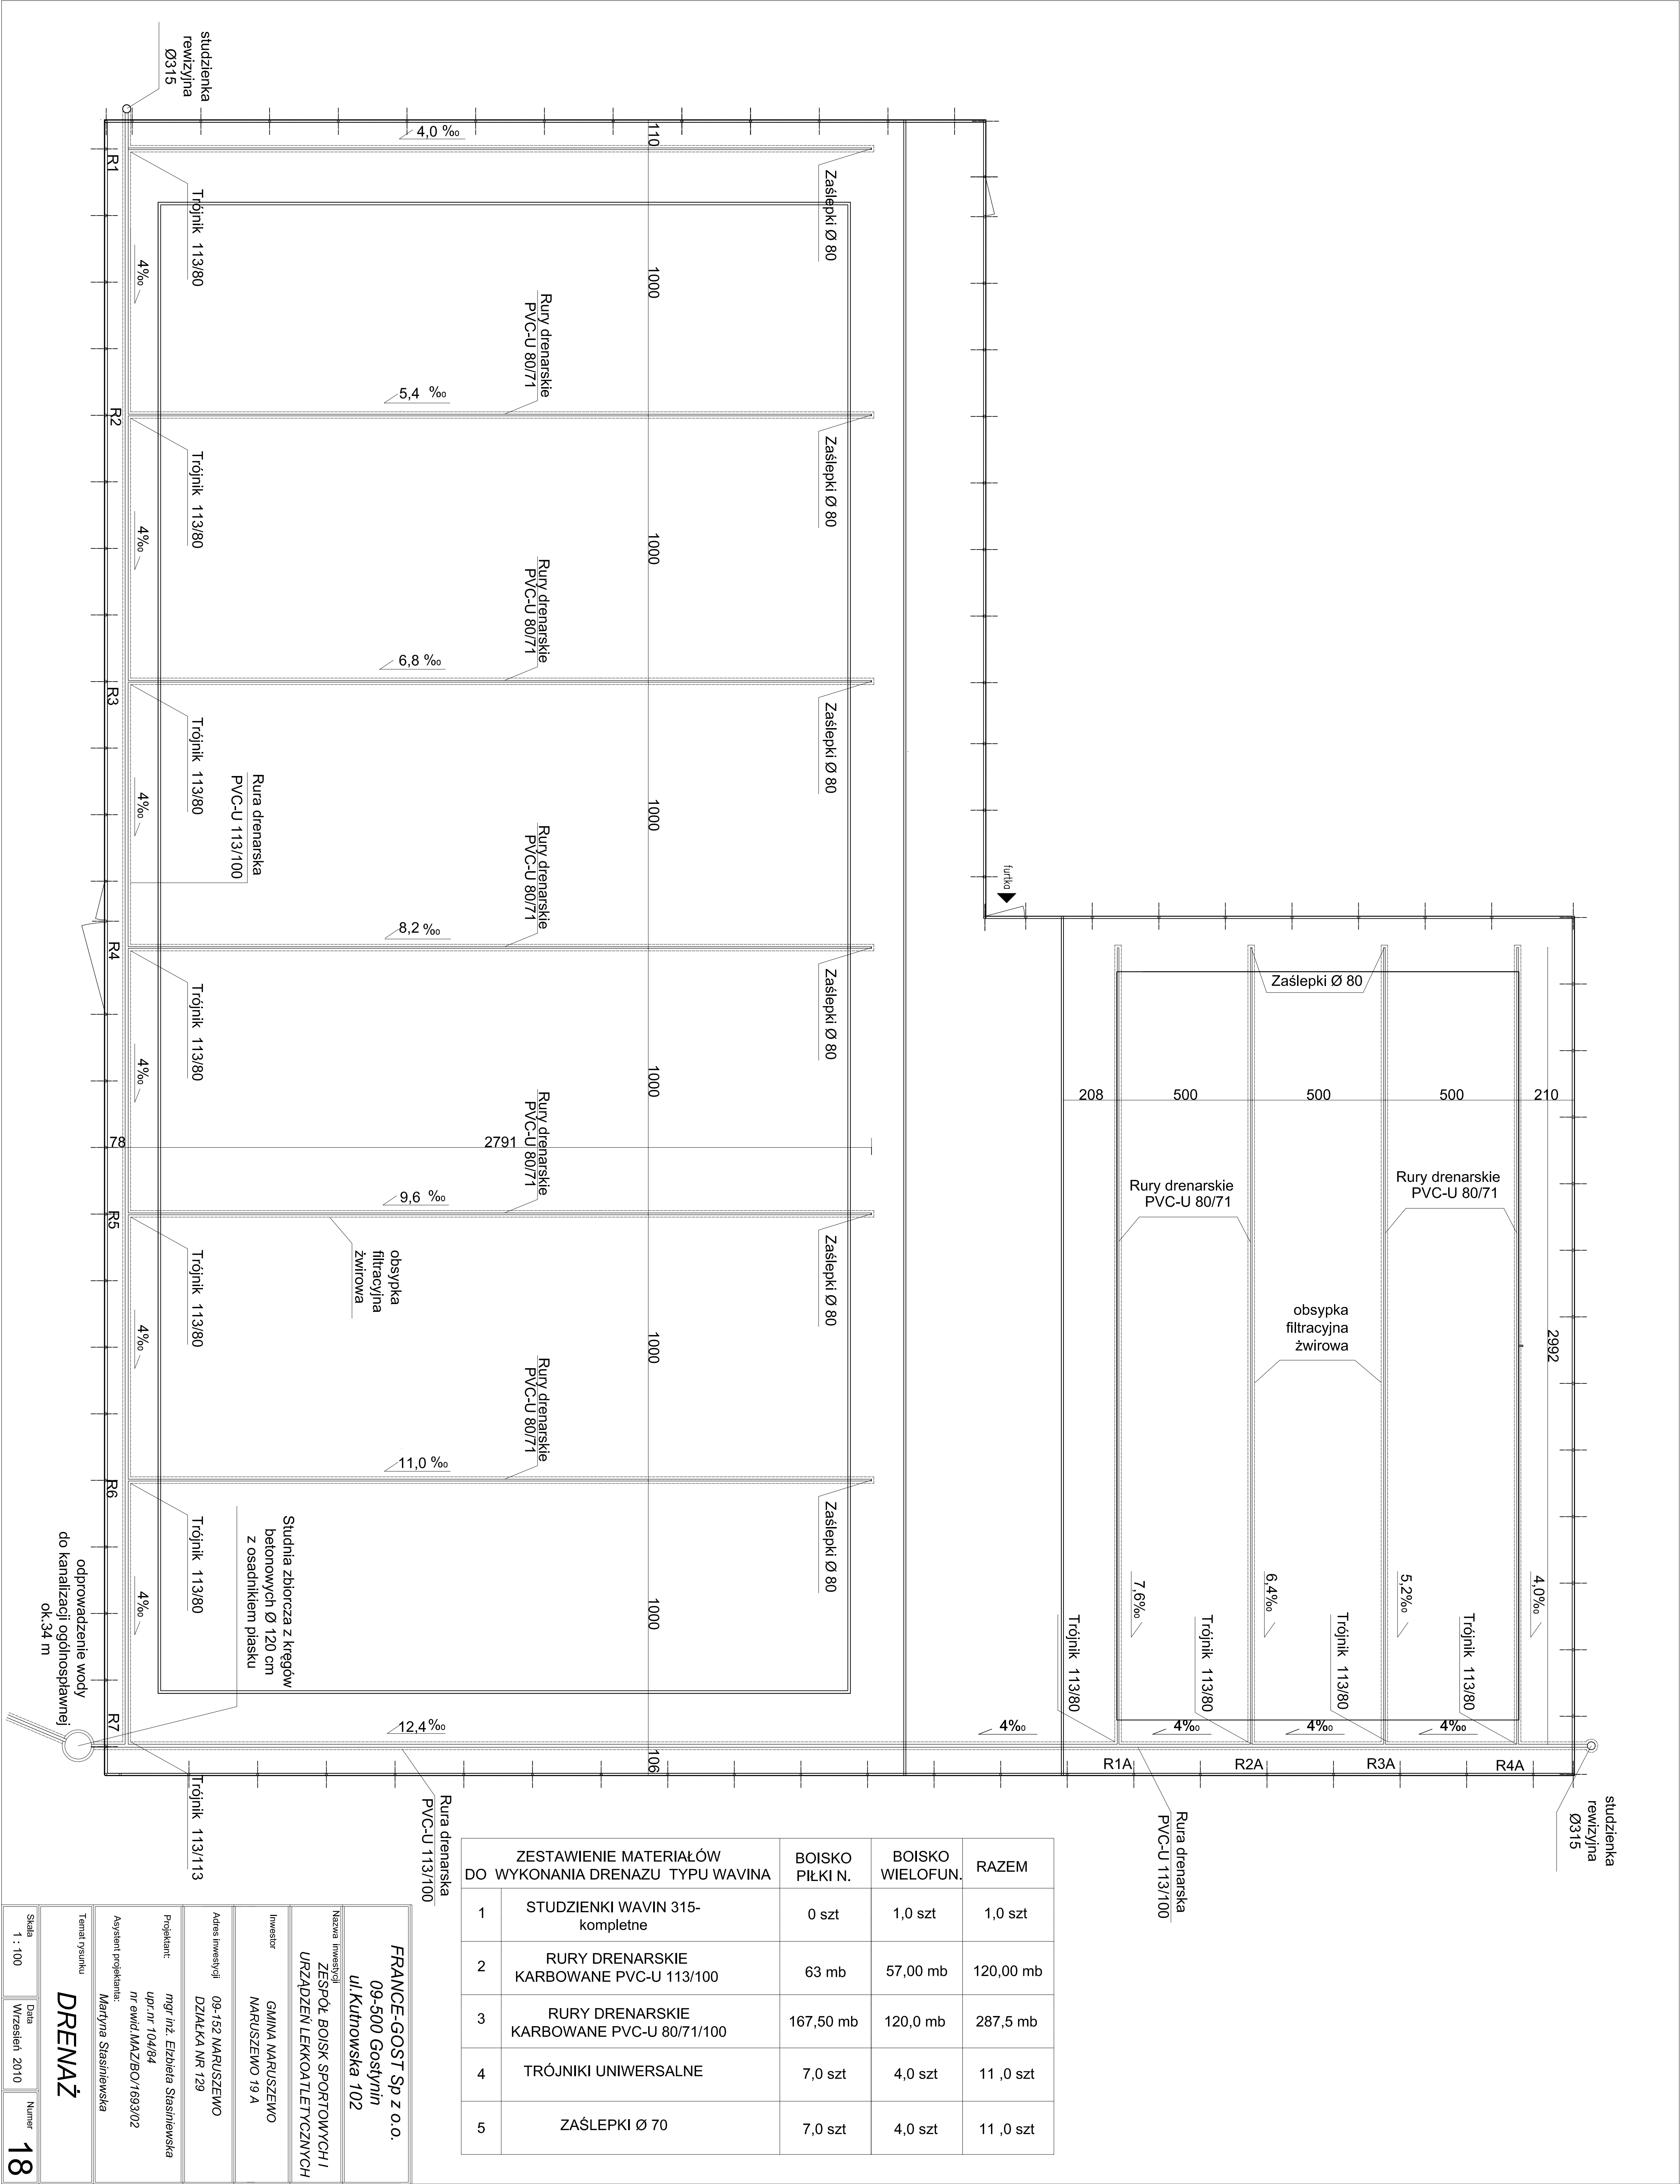 studzienka
rewizyjna
Ø315
4,0 ‰
110
R1
Trójnik 113/80
Zaślepki Ø 80
4‰
1000
Rury drenarskie
PVC-U 80/71
5,4 ‰
R2
Trójnik 113/80
Zaślepki Ø 80
4‰
1000
Rury drenarskie
PVC-U 80/71
6,8 ‰
R3
Trójnik 113/80
Zaślepki Ø 80
4‰
Rura drenarska
PVC-U 113/100
1000
Rury drenarskie
PVC-U 80/71
8,2 ‰
R4
Trójnik 113/80
Zaślepki Ø 80
4‰
1000
Rury drenarskie
PVC-U 80/71
78
2791
9,6 ‰
R5
Trójnik 113/80
Zaślepki Ø 80
obsypka
filtracyjna
żwirowa
4‰
1000
Rury drenarskie
PVC-U 80/71
11,0 ‰
R6
Trójnik 113/80
Zaślepki Ø 80
4‰
1000
Studnia zbiorcza z kręgów
betonowych Ø 120 cm
z osadnikiem piasku
odprowadzenie wody
do kanalizacji ogólnospławnej
ok.34 m
R7
12,4‰
106
Trójnik 113/113
Rura drenarska
PVC-U 113/100
furtka
Zaślepki Ø 80
208
500
500
500
210
Rury drenarskie
PVC-U 80/71
Rury drenarskie
PVC-U 80/71
obsypka
filtracyjna
żwirowa
2992
7,6‰
6,4‰
5,2‰
4,0‰
Trójnik 113/80
Trójnik 113/80
Trójnik 113/80
Trójnik 113/80
4‰
4‰
4‰
4‰
R1A
R2A
R3A
R4A
Rura drenarska
PVC-U 113/100
studzienka
rewizyjna
Ø315
ZESTAWIENIE MATERIAŁÓW
DO WYKONANIA DRENAZU TYPU WAVINA
BOISKO
PIŁKI N.
BOISKO
WIELOFUN.
RAZEM
1
STUDZIENKI WAVIN 315-
kompletne
0 szt
1,0 szt
1,0 szt
2
RURY DRENARSKIE
KARBOWANE PVC-U 113/100
63 mb
57,00 mb
120,00 mb
3
RURY DRENARSKIE
KARBOWANE PVC-U 80/71/100
167,50 mb
120,0 mb
287,5 mb
4
TRÓJNIKI UNIWERSALNE
7,0 szt
4,0 szt
11 ,0 szt
5
ZAŚLEPKI Ø 70
7,0 szt
4,0 szt
11 ,0 szt
FRANCE-GOST Sp z o.o.
09-500 Gostynin
ul.Kutnowska 102
Nazwa inwestycji
ZESPÓŁ BOISK SPORTOWYCH I
URZĄDZEŃ LEKKOATLETYCZNYCH
Inwestor
GMINA NARUSZEWO
NARUSZEWO 19 A
Adres inwestycji
09-152 NARUSZEWO
DZIAŁKA NR 129
Projektant:
mgr inż. Elżbieta Stasiniewska
upr.nr 104/84
nr ewid.MAZ/BO/1693/02
Asystent projektanta:
Martyna Stasiniewska
Temat rysunku
DRENAŻ
Skala
1 : 100
Data
Wrzesień 2010
Numer
18